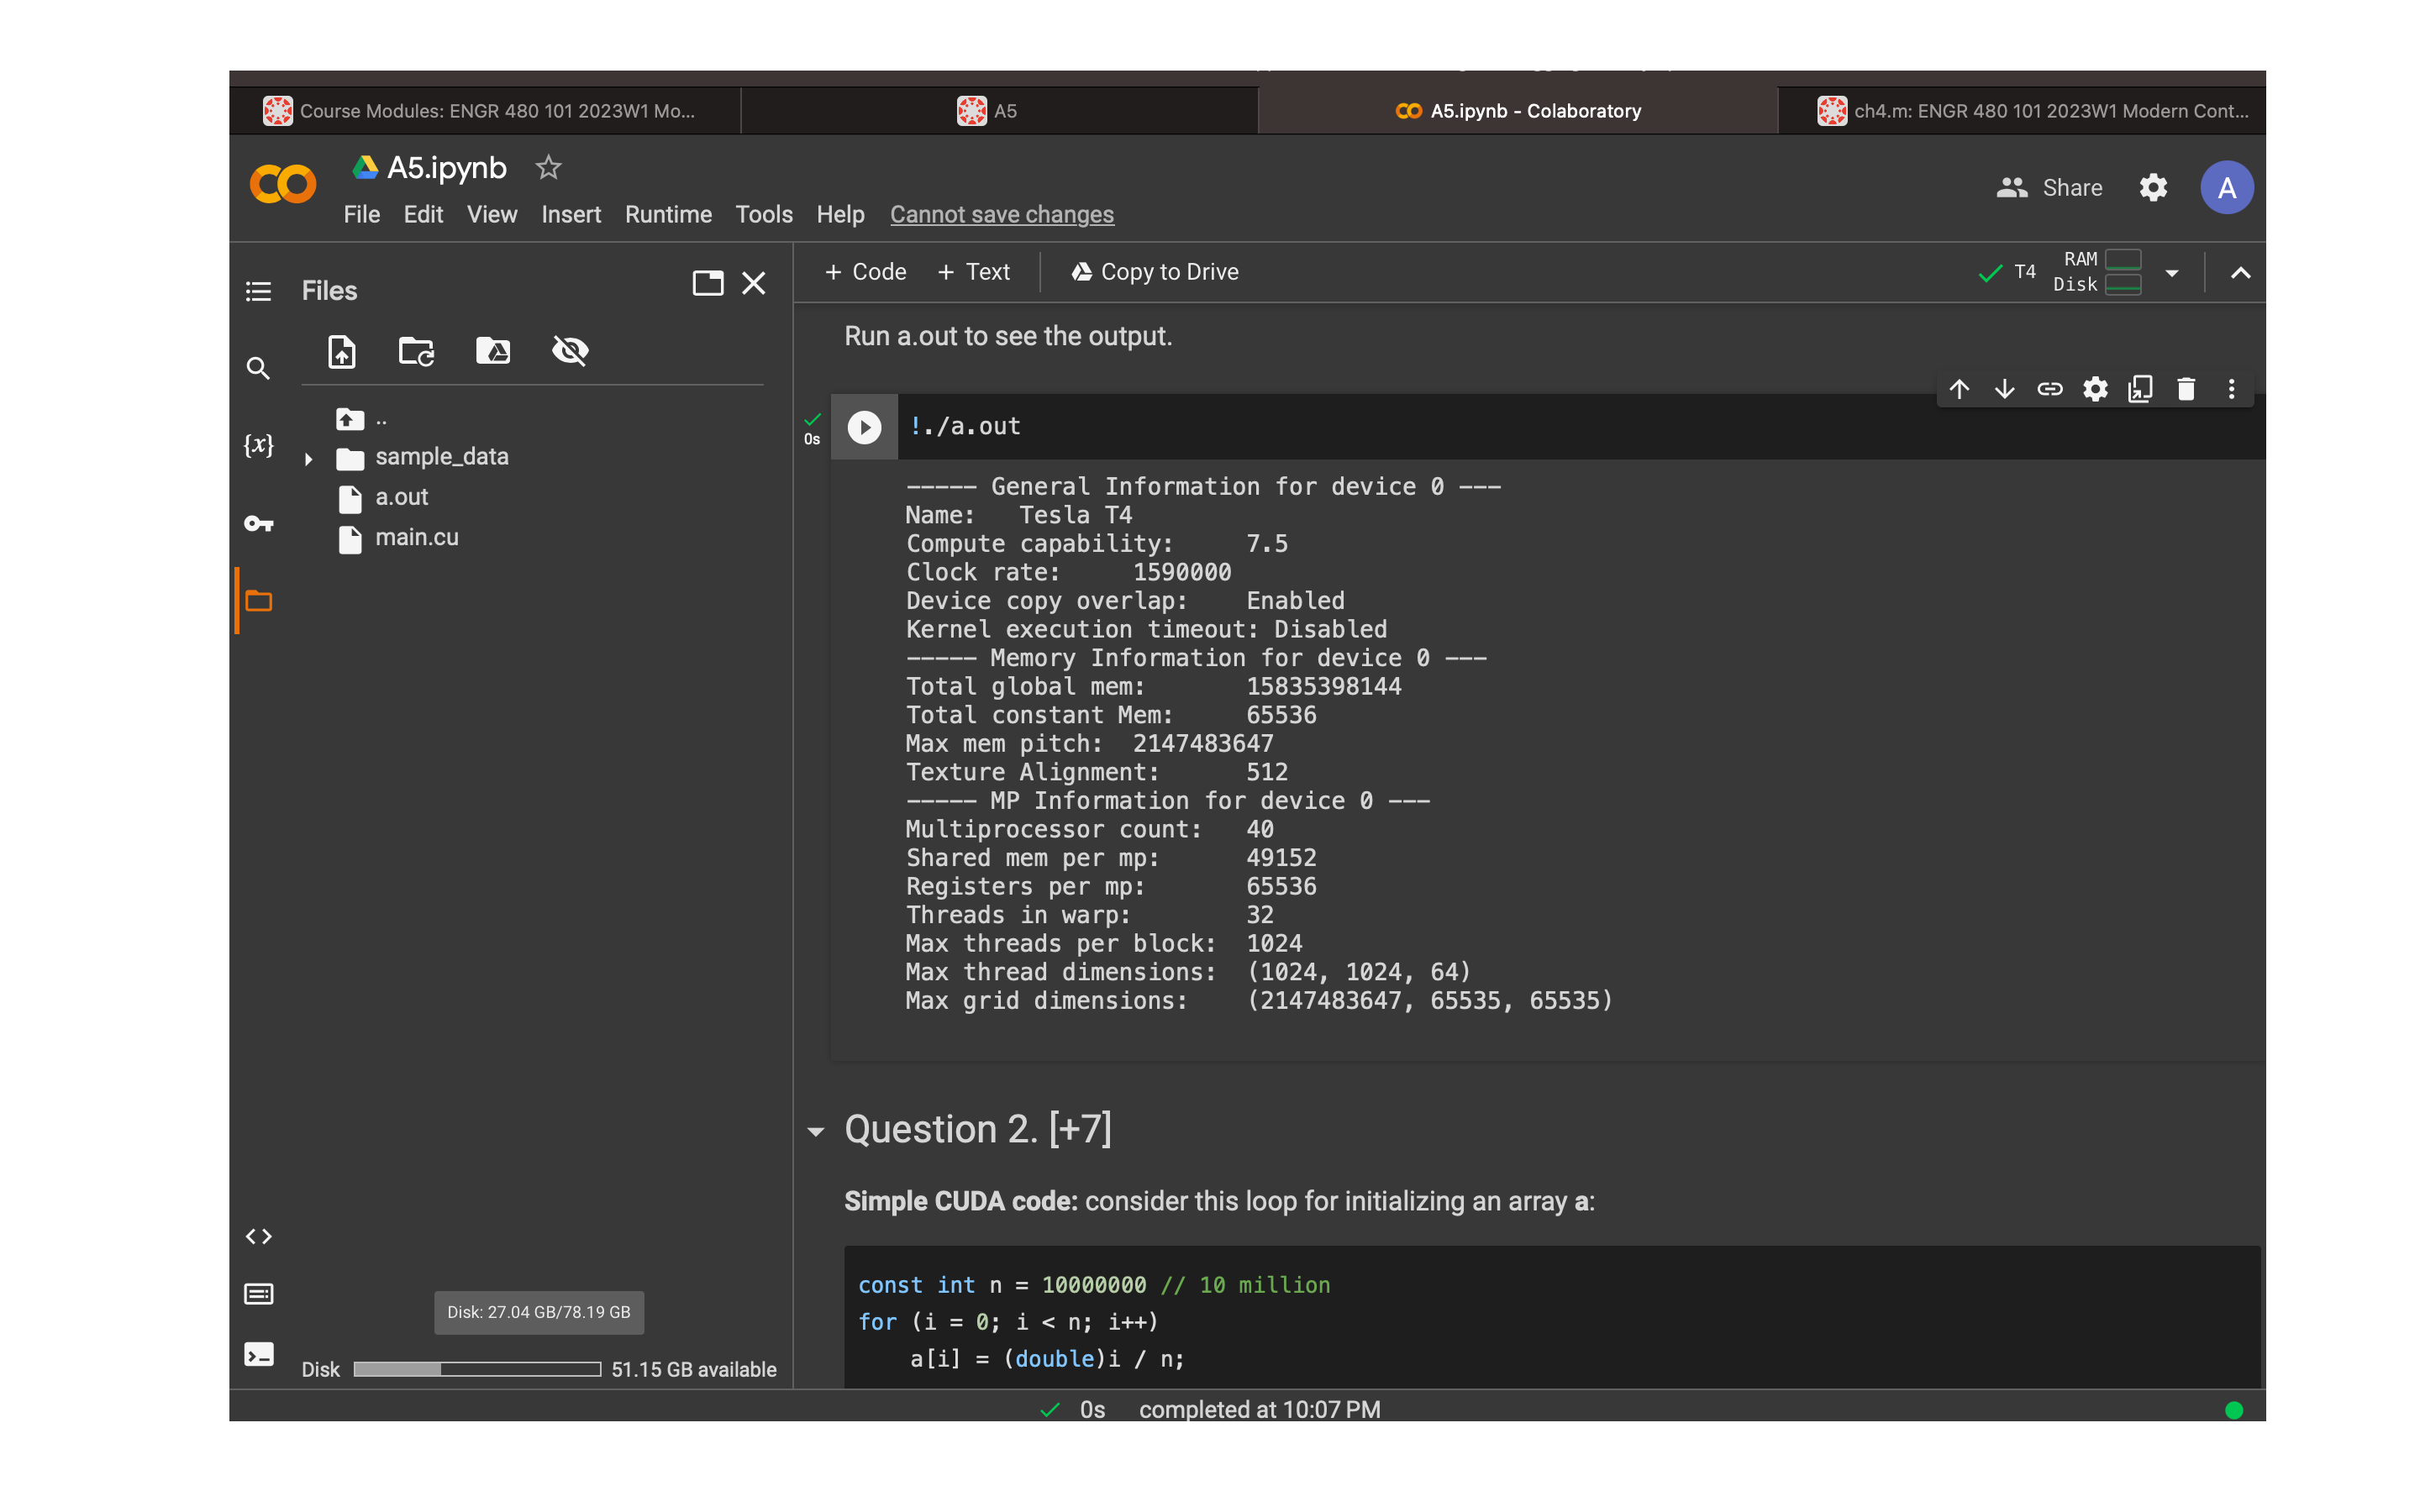 Course Modules: ENGR 480 101 2023W1 Mo...
A5
A5.ipynb - Colaboratory
ch4.m: ENGR 480 101 2023W1 Modern Cont...
A5.ipynb
File Edit View Insert Runtime Tools Help Cannot save changes
Share
A
Files
+ Code + Text Copy to Drive
T4
RAM
Disk
..
sample_data
a.out
main.cu
{x}
Run a.out to see the output.
0s
!./a.out
----- General Information for device 0 ---
Name: Tesla T4
Compute capability: 7.5
Clock rate: 1590000
Device copy overlap: Enabled
Kernel execution timeout: Disabled
----- Memory Information for device 0 ---
Total global mem: 15835398144
Total constant Mem: 65536
Max mem pitch: 2147483647
Texture Alignment: 512
----- MP Information for device 0 ---
Multiprocessor count: 40
Shared mem per mp: 49152
Registers per mp: 65536
Threads in warp: 32
Max threads per block: 1024
Max thread dimensions: (1024, 1024, 64)
Max grid dimensions: (2147483647, 65535, 65535)
Question 2. [+7]
Simple CUDA code: consider this loop for initializing an array a:
const int n = 10000000 // 10 million
for (i = 0; i < n; i++)
a[i] = (double)i / n;
Disk: 27.04 GB/78.19 GB
Disk 51.15 GB available
0s completed at 10:07 PM